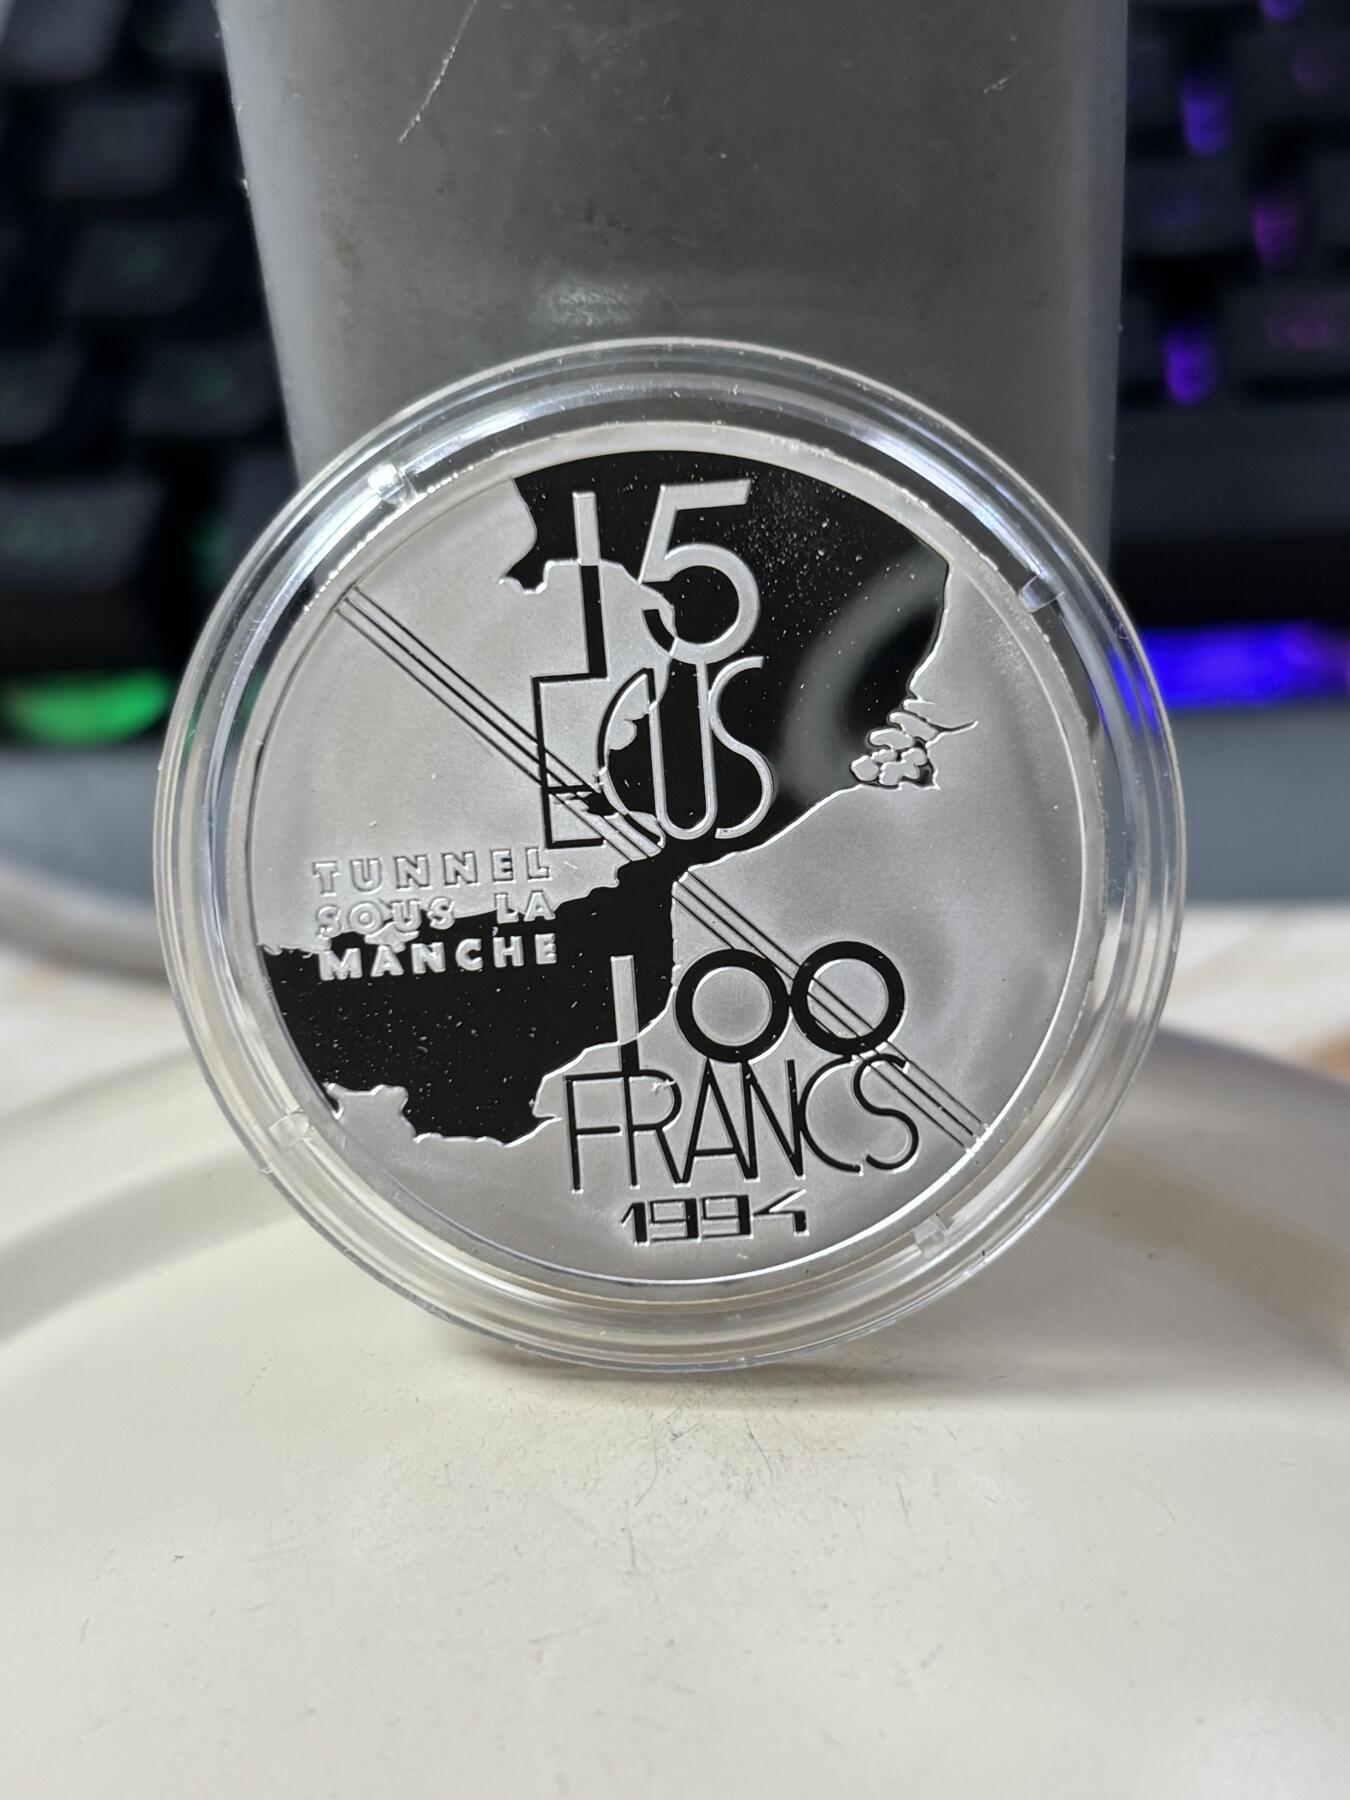 15
ECUS
TUNNEL
SOUS LA
MANCHE
100
FRANCS
1994